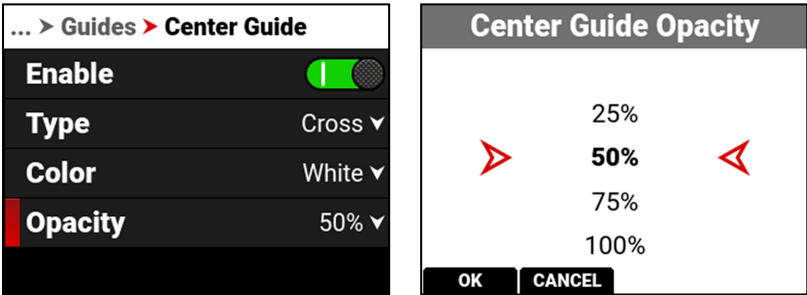 ... > Guides > Center Guide
Enable
Type Cross
Color White
Opacity 50%
Center Guide Opacity
25%
50%
75%
100%
OK CANCEL